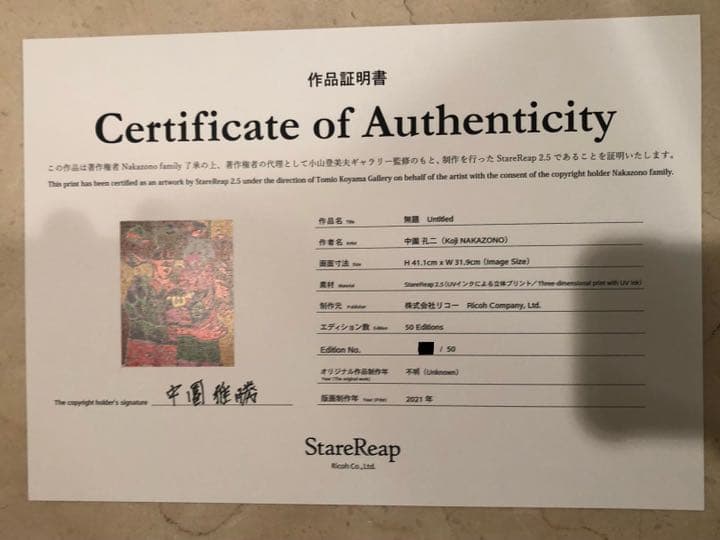 作品証明書
Certificate of Authenticity
この作品は著作権者 Nakazono family 了承の上、著作権者の代理として小山登美夫ギャラリー監修のもと、制作を行った StareReap 2.5 であることを証明いたします。
This print has been certified as an artwork by StareReap 2.5 under the direction of Tomio Koyama Gallery on behalf of the artist with the consent of the copyright holder Nakazono family.
作品名 Title 無題 Untitled
作者名 Artist 中園 孔二（Koji NAKAZONO）
画面寸法 Size H 41.1cm x W 31.9cm（Image Size）
素材 Material StareReap 2.5（UVインクによる立体プリント／Three-dimensional print with UV ink）
制作元 Publisher 株式会社リコー Ricoh Company, Ltd.
エディション数 Edition 50 Editions
Edition No. / 50
オリジナル作品制作年 不明（Unknown）
Year (The original work)
版画制作年 Year (Print) 2021 年
The copyright holder's signature 中園 雅勝
StareReap
Ricoh Co., Ltd.